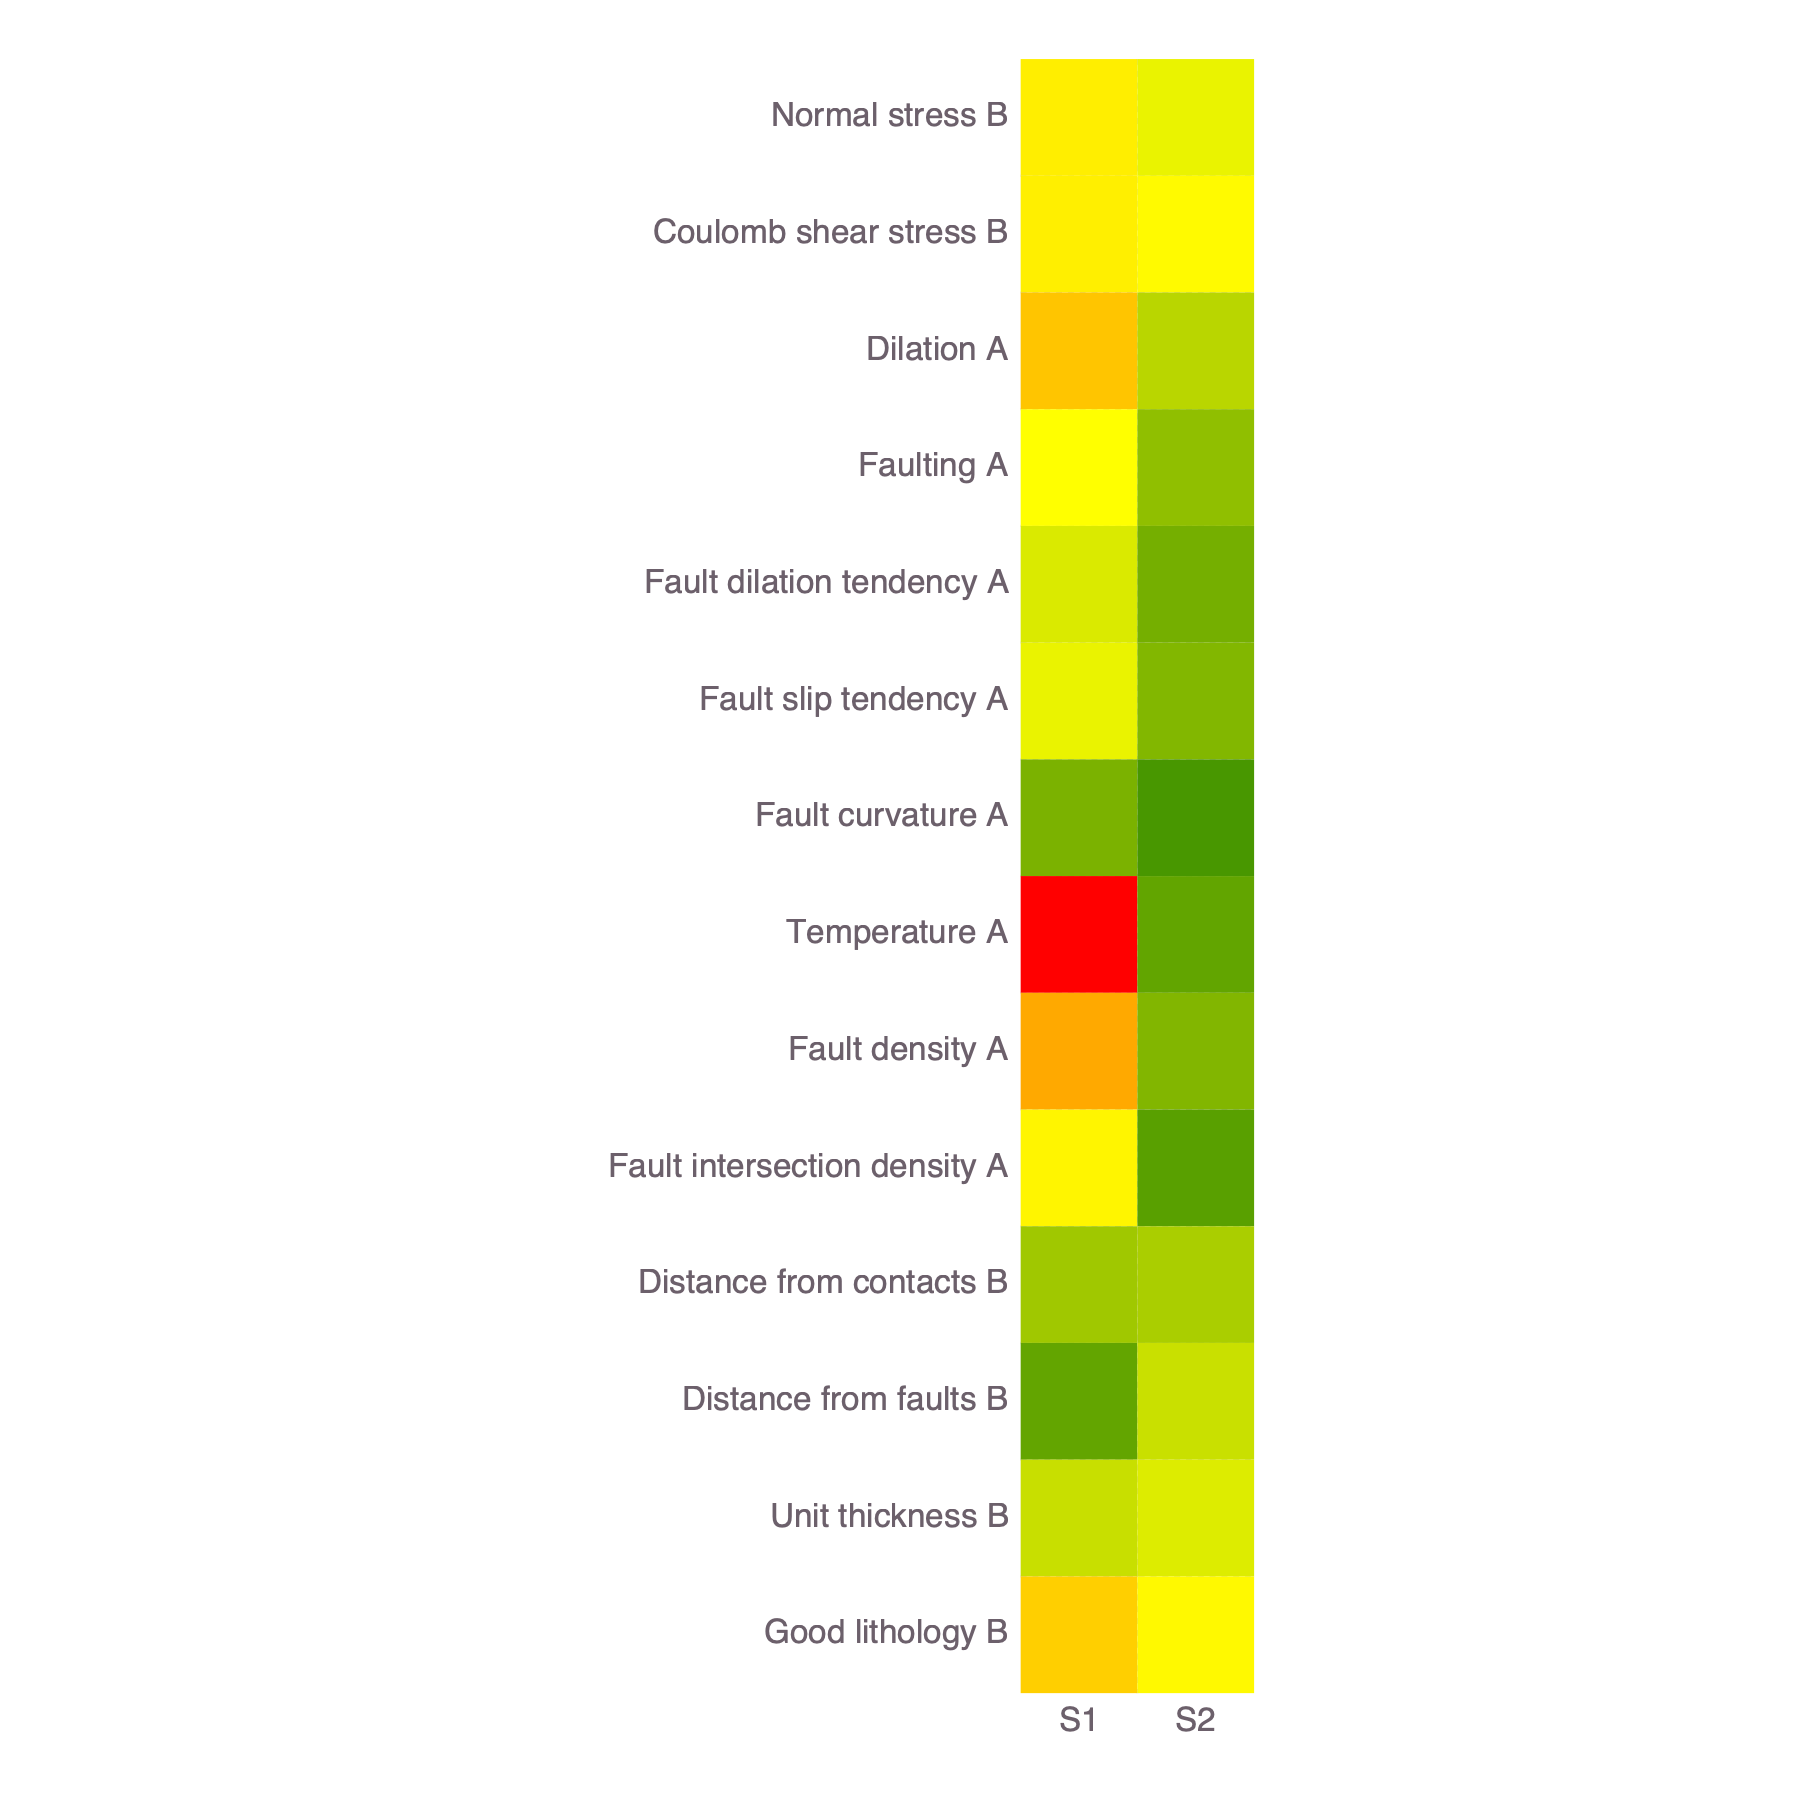 Normal stress B
Coulomb shear stress B
Dilation A
Faulting A
Fault dilation tendency A
Fault slip tendency A
Fault curvature A
Temperature A
Fault density A
Fault intersection density A
Distance from contacts B
Distance from faults B
Unit thickness B
Good lithology B
S1 S2